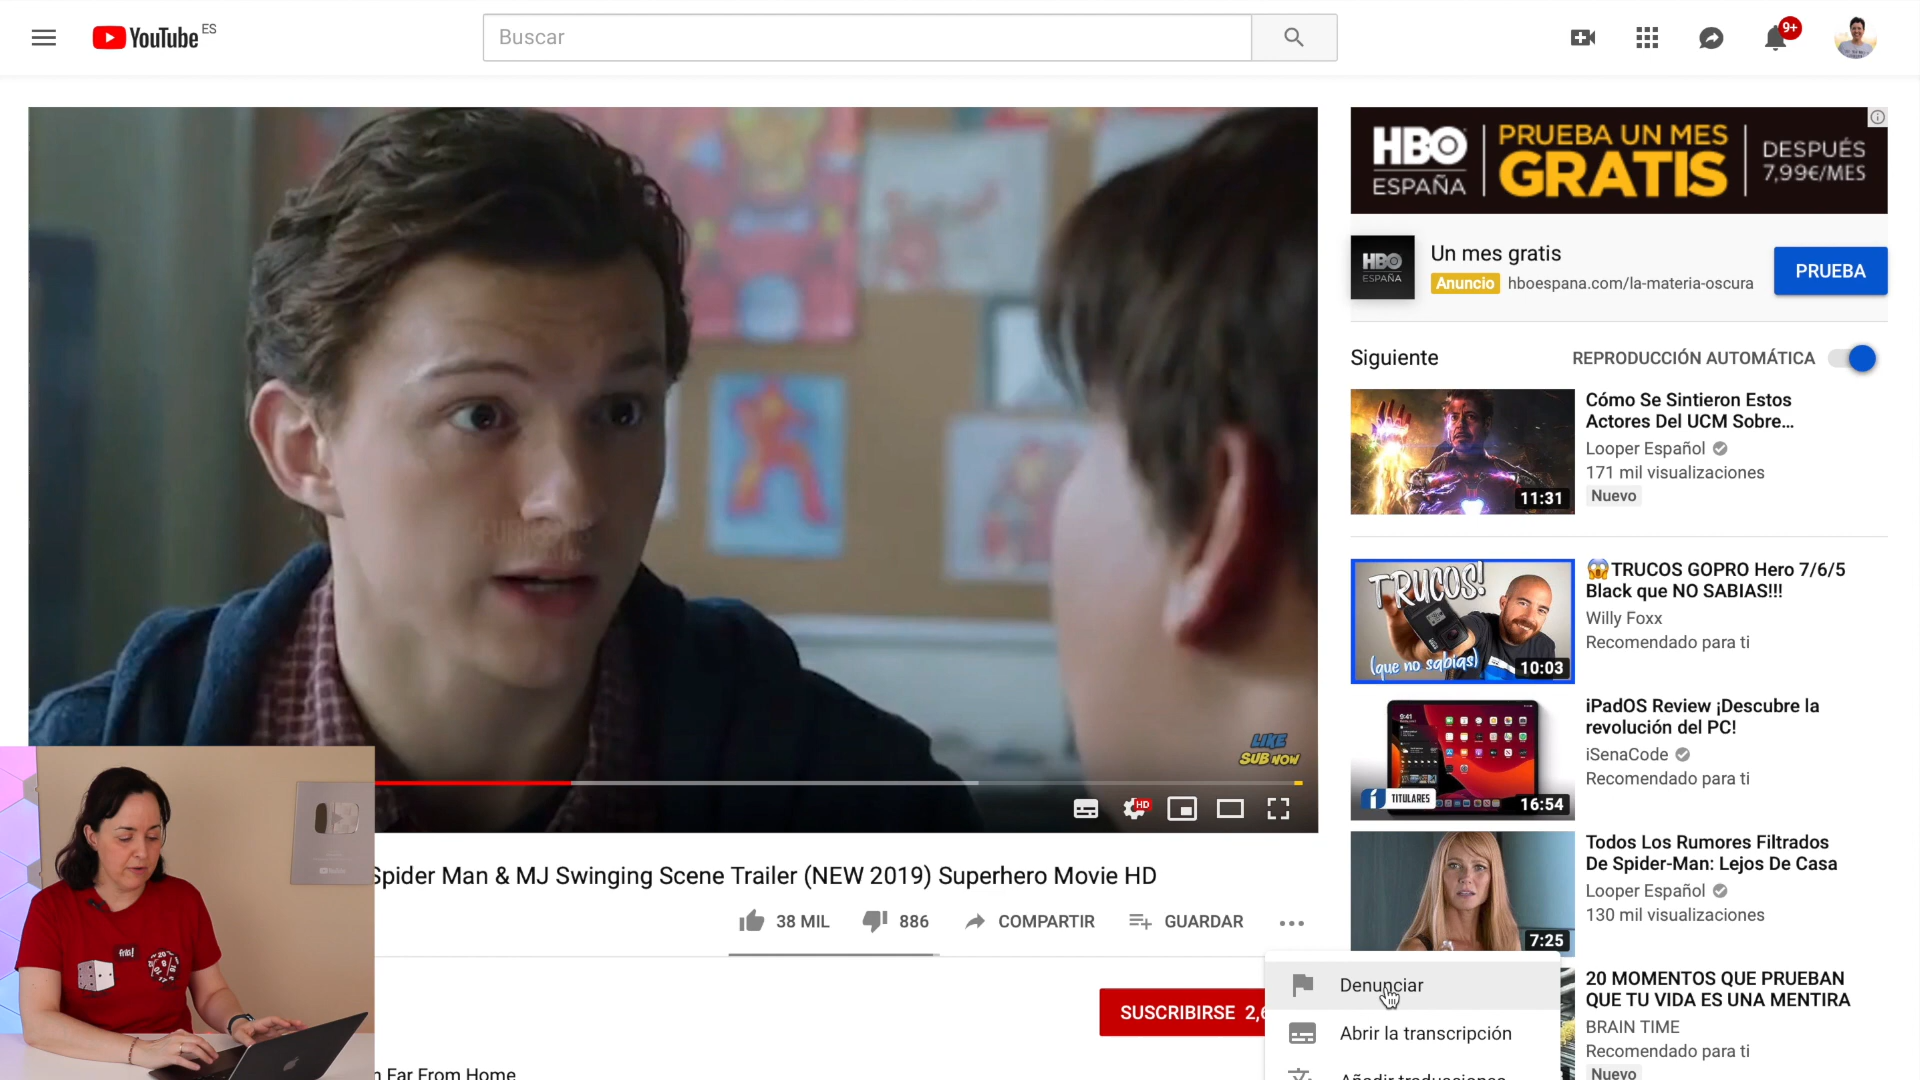 YouTube ES
Buscar
9+
HBO
ESPAÑA
PRUEBA UN MES
GRATIS
DESPUÉS
7,99€/MES
HBO
ESPAÑA
Un mes gratis
Anuncio hboespana.com/la-materia-oscura
PRUEBA
Siguiente
REPRODUCCIÓN AUTOMÁTICA
Cómo Se Sintieron Estos
Actores Del UCM Sobre...
Looper Español
171 mil visualizaciones
Nuevo
11:31
TRUCOS!
(que no sabías)
10:03
😱TRUCOS GOPRO Hero 7/6/5
Black que NO SABIAS!!!
Willy Foxx
Recomendado para ti
9:41
TITULARES
16:54
iPadOS Review ¡Descubre la
revolución del PC!
iSenaCode
Recomendado para ti
7:25
Todos Los Rumores Filtrados
De Spider-Man: Lejos De Casa
Looper Español
130 mil visualizaciones
20 MOMENTOS QUE PRUEBAN
QUE TU VIDA ES UNA MENTIRA
BRAIN TIME
Recomendado para ti
Nuevo
LIKE
SUB NOW
HD
Spider Man & MJ Swinging Scene Trailer (NEW 2019) Superhero Movie HD
38 MIL
886
COMPARTIR
GUARDAR
SUSCRIBIRSE 2,6
Denunciar
Abrir la transcripción
Añadir traducciones
n Far From Home